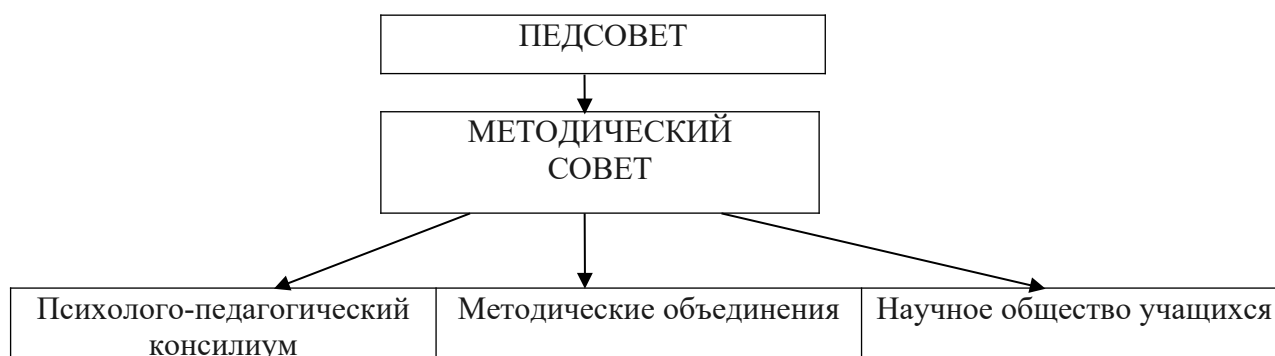 ПЕДСОВЕТ
МЕТОДИЧЕСКИЙ
СОВЕТ
Психолого-педагогический
консилиум
Методические объединения
Научное общество учащихся